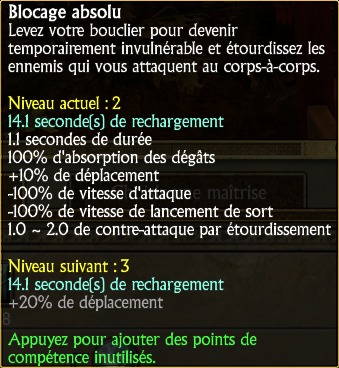 Blocage absolu
Levez votre bouclier pour devenir
temporairement invulnérable et étourdissez les
ennemis qui vous attaquent au corps-à-corps.
Niveau actuel : 2
14.1 seconde(s) de rechargement
1.1 secondes de durée
100% d'absorption des dégâts
+10% de déplacement
-100% de vitesse d'attaque
-100% de vitesse de lancement de sort
1.0 ~ 2.0 de contre-attaque par étourdissement
Niveau suivant : 3
14.1 seconde(s) de rechargement
+20% de déplacement
Appuyez pour ajouter des points de
compétence inutilisés.